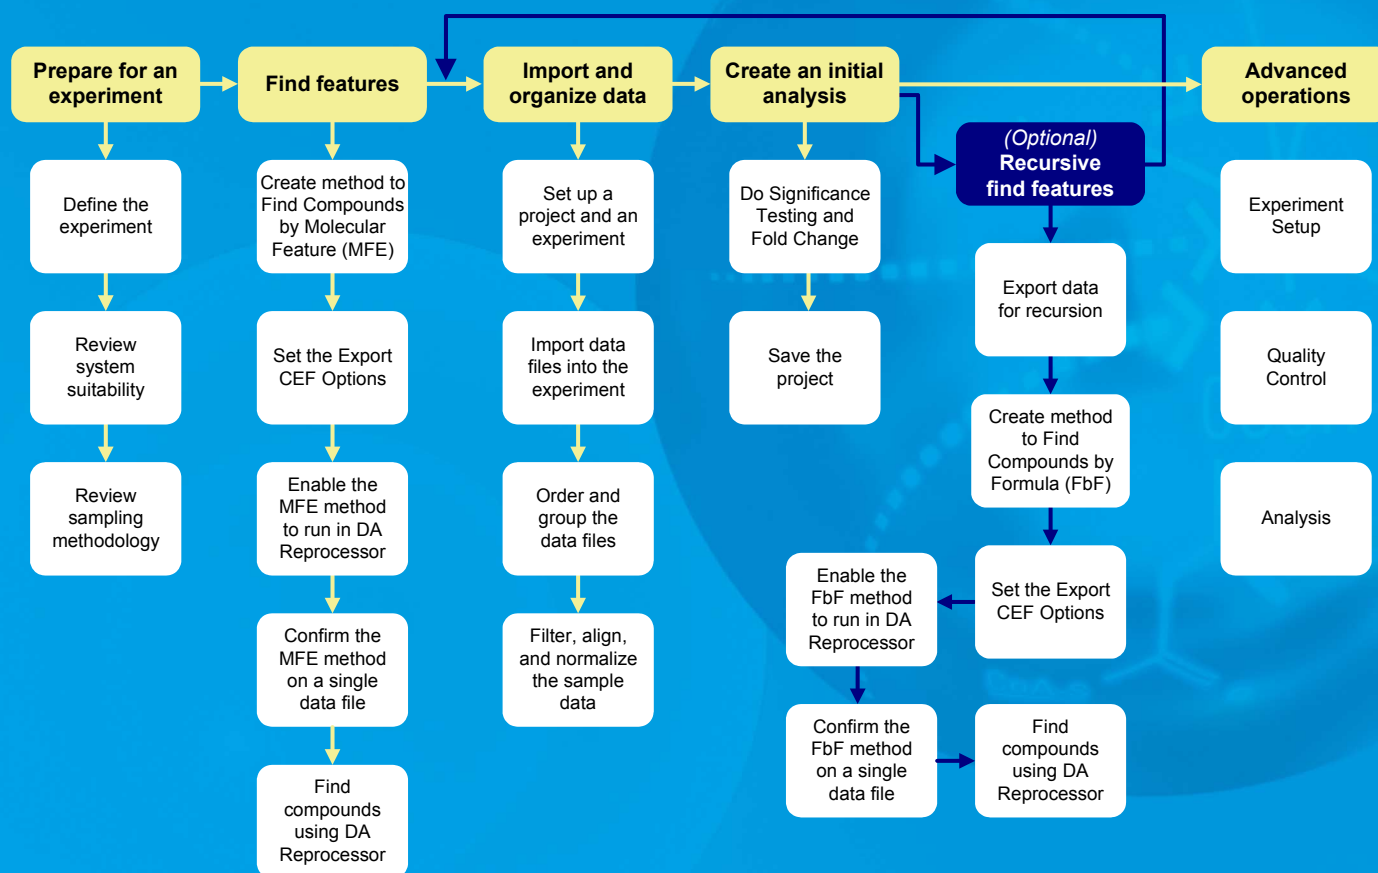 Prepare for an
experiment
Find features
Import and
organize data
Create an initial
analysis
Advanced
operations
(Optional)
Recursive
find features
Define the
experiment
Review
system
suitability
Review
sampling
methodology
Create method to
Find Compounds
by Molecular
Feature (MFE)
Set the Export
CEF Options
Enable the
MFE method
to run in DA
Reprocessor
Confirm the
MFE method
on a single
data file
Find
compounds
using DA
Reprocessor
Set up a
project and an
experiment
Import data
files into the
experiment
Order and
group the
data files
Filter, align,
and normalize
the sample
data
Do Significance
Testing and
Fold Change
Save the
project
Export data
for recursion
Create method
to Find
Compounds by
Formula (FbF)
Set the Export
CEF Options
Enable the
FbF method
to run in DA
Reprocessor
Confirm the
FbF method
on a single
data file
Find
compounds
using DA
Reprocessor
Experiment
Setup
Quality
Control
Analysis